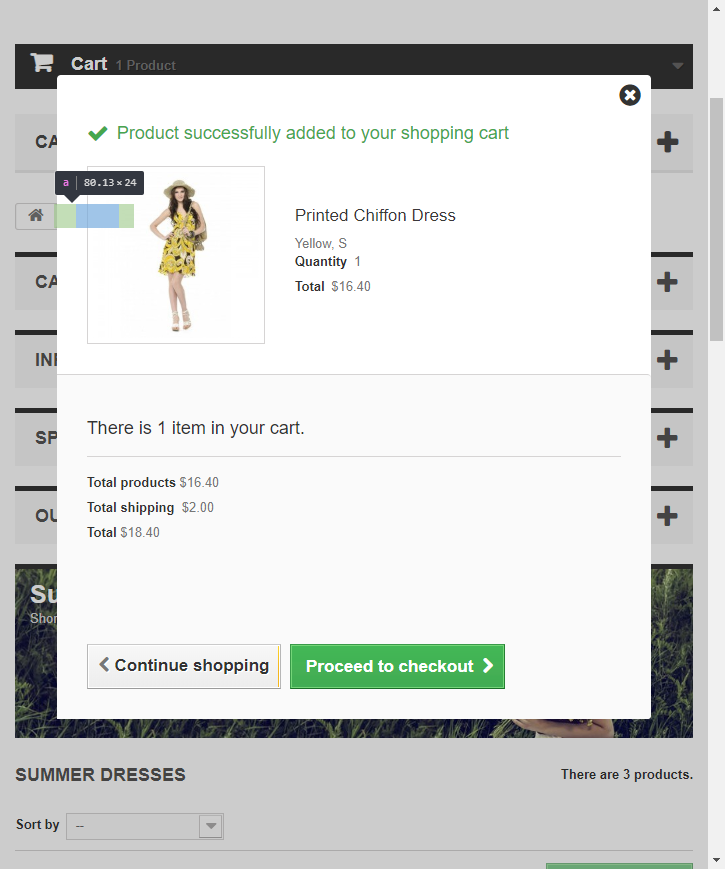 Cart 1 Product
Product successfully added to your shopping cart
CA
a 80.13 × 24
Printed Chiffon Dress
Yellow, S
Quantity 1
Total $16.40
CA
INF
SP
OU
There is 1 item in your cart.
Total products $16.40
Total shipping $2.00
Total $18.40
Su
Shor
Continue shopping
Proceed to checkout
SUMMER DRESSES
There are 3 products.
Sort by --